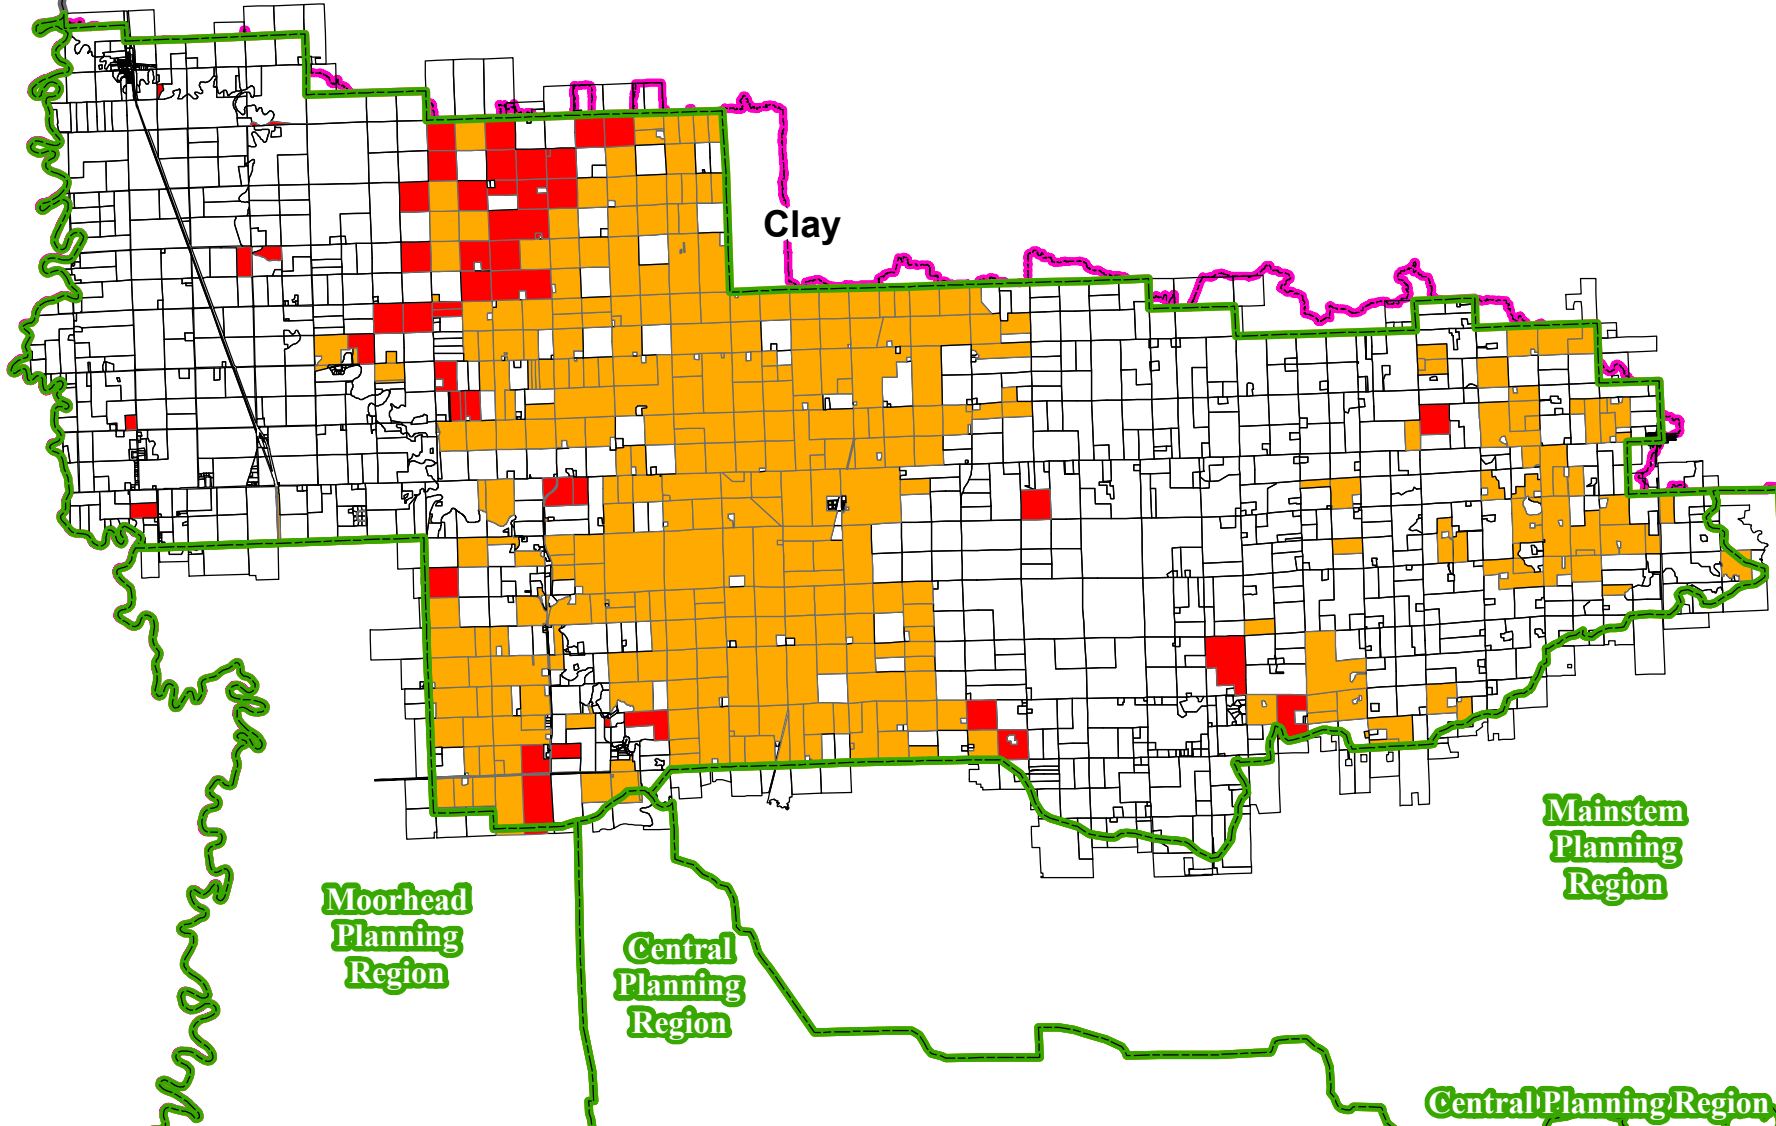 Clay
Mainstem
Planning
Region
Moorhead
Planning
Region
Central
Planning
Region
Central Planning Region